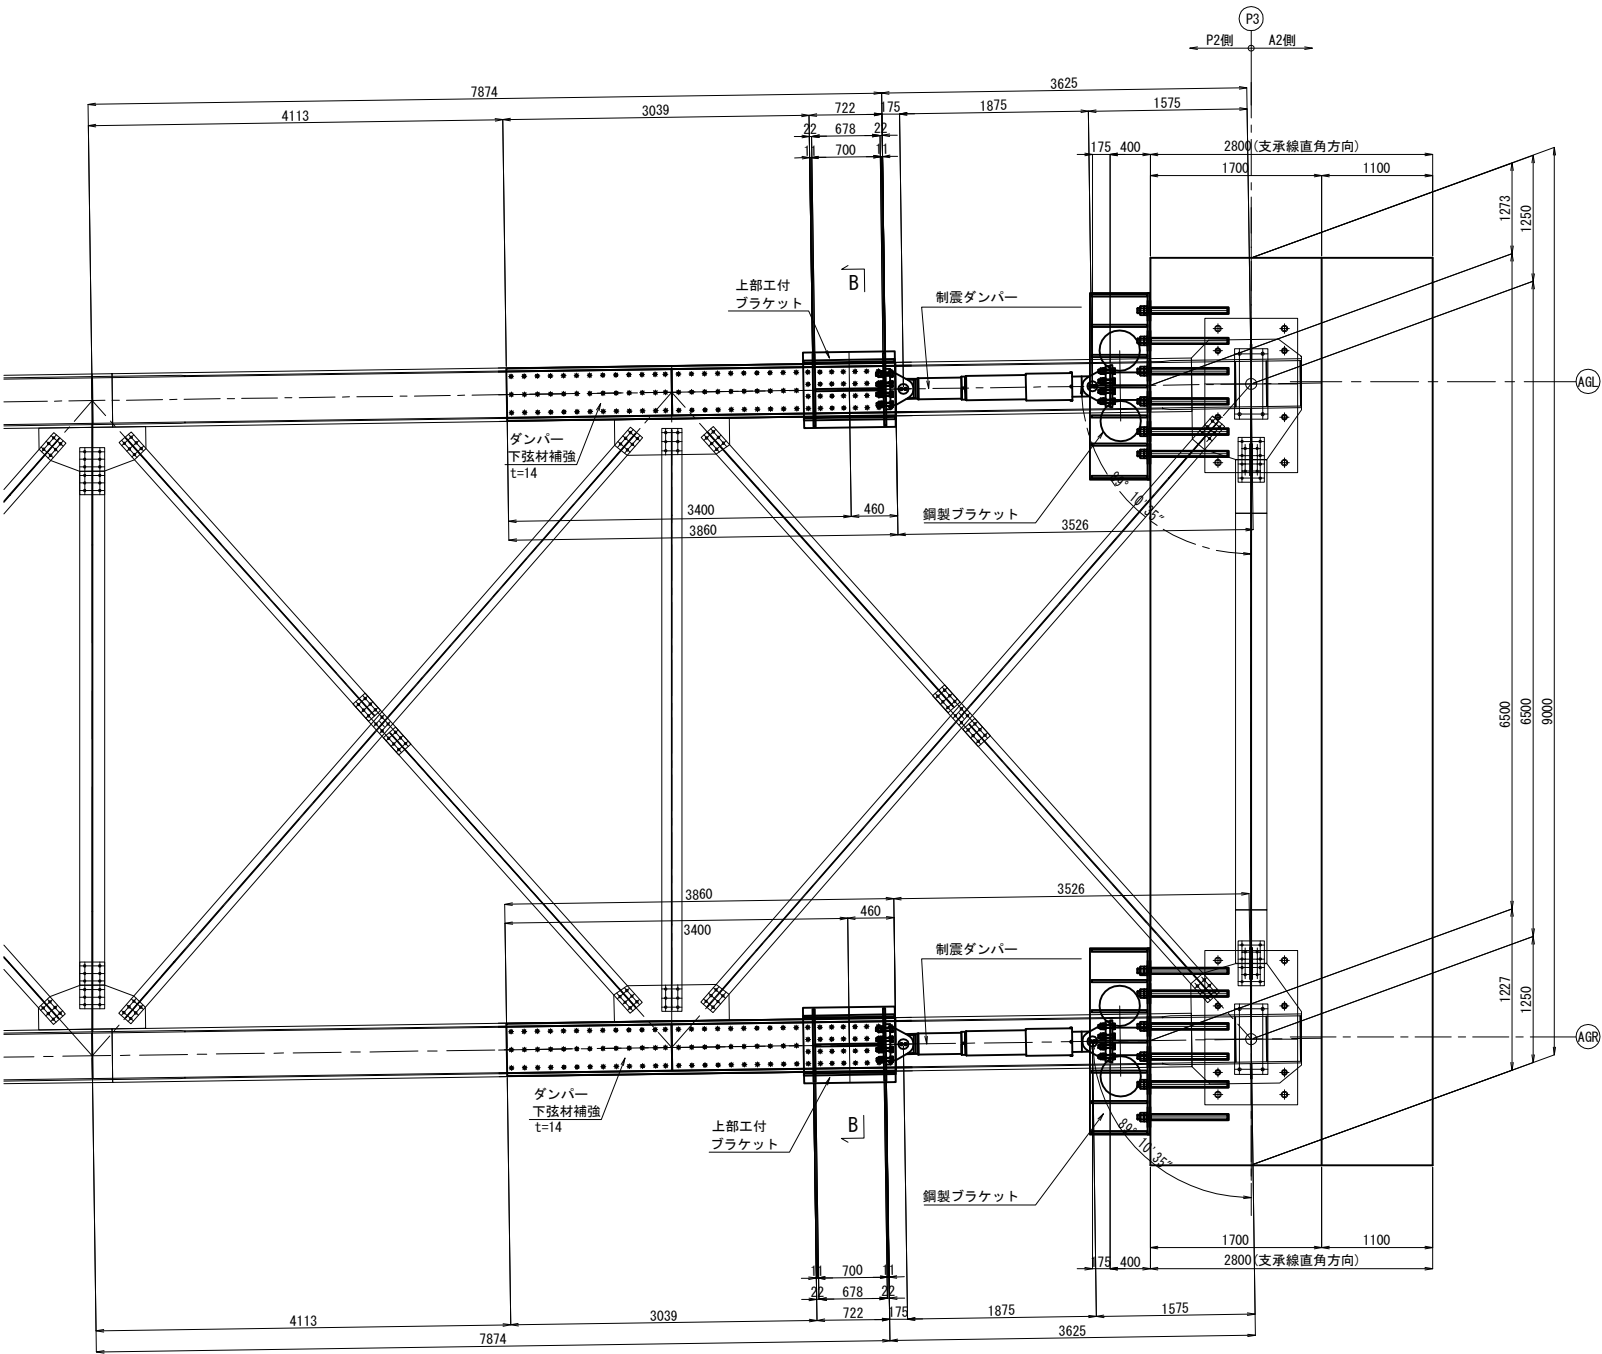 P3
P2側 A2側
7874 3625
4113 3039 722 175 1875 1575
22 678 22
11 700 11
175 400 2800(支承線直角方向)
1700 1100
1273
1250
B
上部工付
ブラケット
制震ダンパー
AGL
ダンパー
下弦材補強
t=14
鋼製ブラケット
89° 10′35″
3400 460
3860 3526
6500
6500
9000
3860 3526
3400 460
制震ダンパー
1227
1250
AGR
ダンパー
下弦材補強
t=14
上部工付
ブラケット
B
89° 10′35″
鋼製ブラケット
1700 1100
175 400 2800(支承線直角方向)
11 700 11
22 678 22
4113 3039 722 175 1875 1575
7874 3625